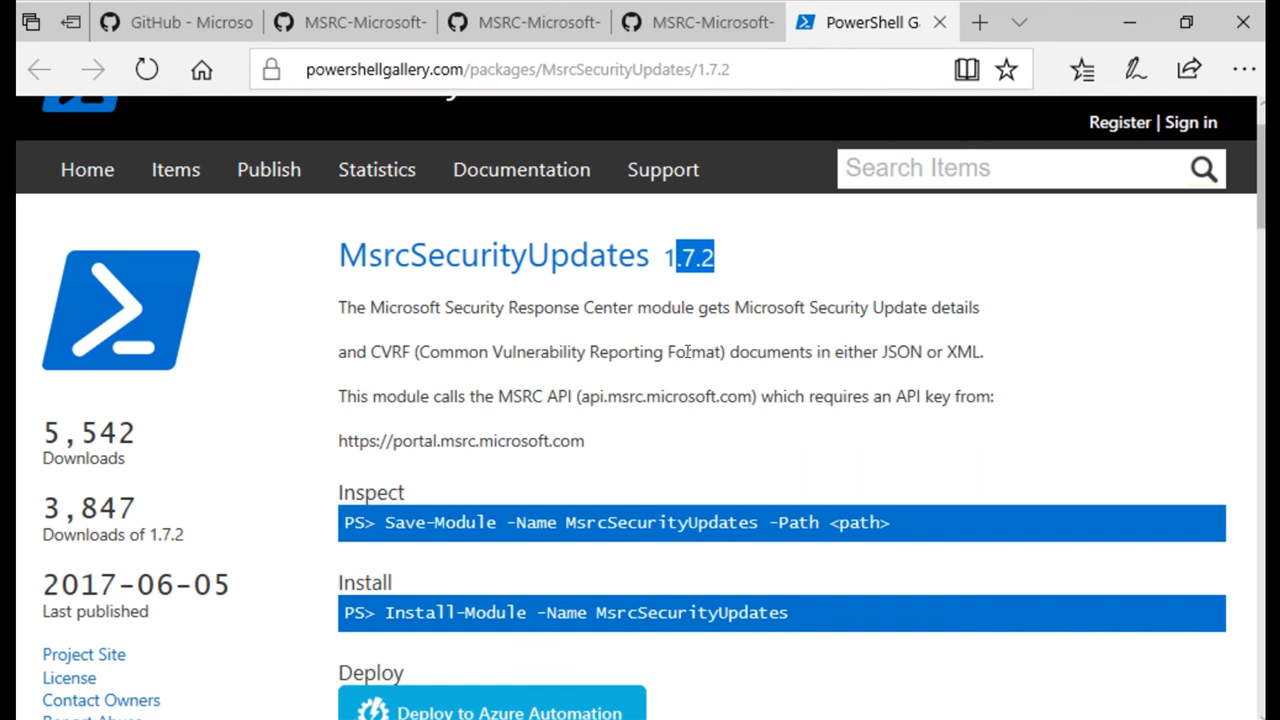 GitHub - Microso
MSRC-Microsoft-
MSRC-Microsoft-
MSRC-Microsoft-
PowerShell G
powershellgallery.com/packages/MsrcSecurityUpdates/1.7.2
Register | Sign in
Home Items Publish Statistics Documentation Support
Search Items
MsrcSecurityUpdates 1.7.2
The Microsoft Security Response Center module gets Microsoft Security Update details
and CVRF (Common Vulnerability Reporting Format) documents in either JSON or XML.
This module calls the MSRC API (api.msrc.microsoft.com) which requires an API key from:
https://portal.msrc.microsoft.com
5,542
Downloads
3,847
Downloads of 1.7.2
2017-06-05
Last published
Project Site
License
Contact Owners
Report Abuse
Inspect
PS> Save-Module -Name MsrcSecurityUpdates -Path <path>
Install
PS> Install-Module -Name MsrcSecurityUpdates
Deploy
Deploy to Azure Automation